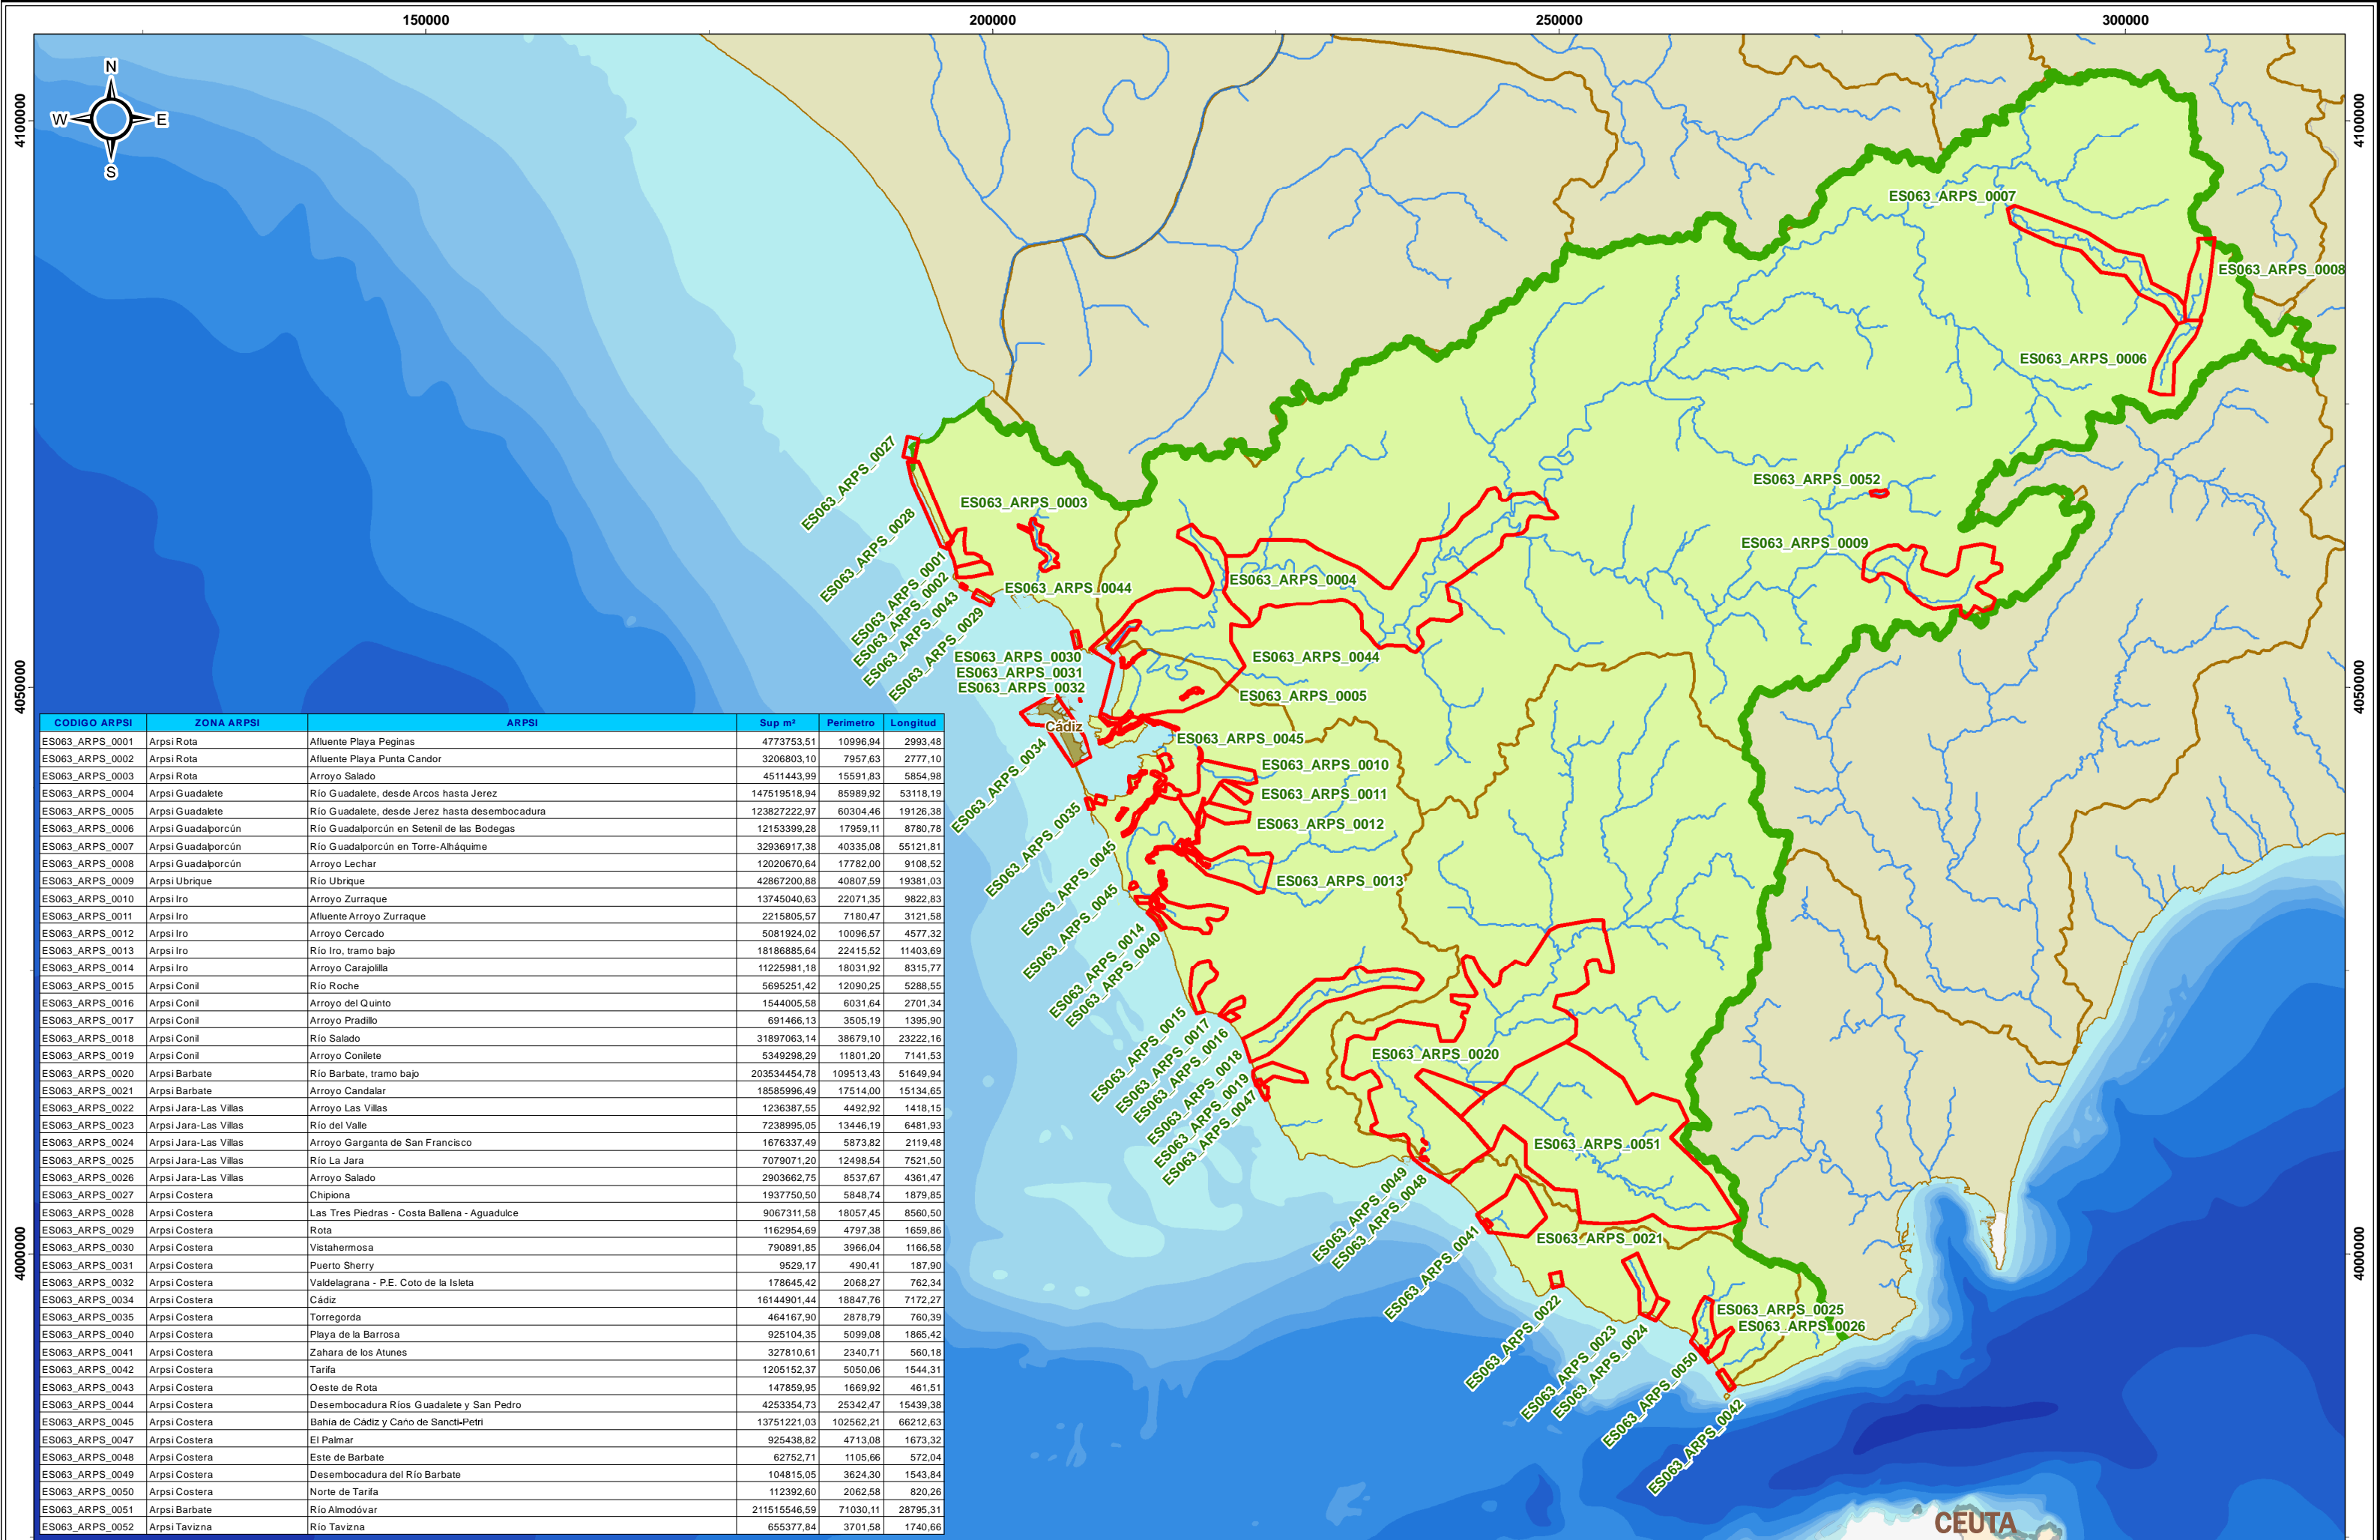 150000 200000 250000 300000
N
W E
S
4100000 4100000
ES063_ARPS_0007
ES063_ARPS_0008
ES063_ARPS_0006
ES063_ARPS_0027
ES063_ARPS_0052
ES063_ARPS_0003
ES063_ARPS_0028
ES063_ARPS_0009
ES063_ARPS_0001
ES063_ARPS_0004
ES063_ARPS_0044
ES063_ARPS_0002
ES063_ARPS_0043
ES063_ARPS_0029
ES063_ARPS_0030
ES063_ARPS_0044
ES063_ARPS_0031
ES063_ARPS_0032
4050000 4050000
ES063_ARPS_0005
Cádiz
ES063_ARPS_0045
ES063_ARPS_0034
ES063_ARPS_0010
ES063_ARPS_0011
ES063_ARPS_0035
ES063_ARPS_0012
ES063_ARPS_0045
ES063_ARPS_0013
ES063_ARPS_0045
ES063_ARPS_0014
ES063_ARPS_0040
ES063_ARPS_0015
ES063_ARPS_0017
ES063_ARPS_0016
ES063_ARPS_0018
ES063_ARPS_0020
ES063_ARPS_0019
ES063_ARPS_0047
ES063_ARPS_0051
ES063_ARPS_0049
ES063_ARPS_0048
4000000 4000000
ES063_ARPS_0041
ES063_ARPS_0021
ES063_ARPS_0022
ES063_ARPS_0025
ES063_ARPS_0026
ES063_ARPS_0023
ES063_ARPS_0024
ES063_ARPS_0050
ES063_ARPS_0042
CEUTA
CODIGO ARPSI ZONA ARPSI ARPSI Sup m² Perimetro Longitud
ES063_ARPS_0001 Arpsi Rota Afluente Playa Peginas 4773753,51 10996,94 2993,48
ES063_ARPS_0002 Arpsi Rota Afluente Playa Punta Candor 3206803,10 7957,63 2777,10
ES063_ARPS_0003 Arpsi Rota Arroyo Salado 4511443,99 15591,83 5854,98
ES063_ARPS_0004 Arpsi Guadalete Río Guadalete, desde Arcos hasta Jerez 147519518,94 85989,92 53118,19
ES063_ARPS_0005 Arpsi Guadalete Río Guadalete, desde Jerez hasta desembocadura 123827222,97 60304,46 19126,38
ES063_ARPS_0006 Arpsi Guadalporcún Río Guadalporcún en Setenil de las Bodegas 12153399,28 17959,11 8780,78
ES063_ARPS_0007 Arpsi Guadalporcún Río Guadalporcún en Torre-Alháquime 32936917,38 40335,08 55121,81
ES063_ARPS_0008 Arpsi Guadalporcún Arroyo Lechar 12020670,64 17782,00 9108,52
ES063_ARPS_0009 Arpsi Ubrique Río Ubrique 42867200,88 40807,59 19381,03
ES063_ARPS_0010 Arpsi Iro Arroyo Zurraque 13745040,63 22071,35 9822,83
ES063_ARPS_0011 Arpsi Iro Afluente Arroyo Zurraque 2215805,57 7180,47 3121,58
ES063_ARPS_0012 Arpsi Iro Arroyo Cercado 5081924,02 10096,57 4577,32
ES063_ARPS_0013 Arpsi Iro Río Iro, tramo bajo 18186885,64 22415,52 11403,69
ES063_ARPS_0014 Arpsi Iro Arroyo Carajolilla 11225981,18 18031,92 8315,77
ES063_ARPS_0015 Arpsi Conil Río Roche 5695251,42 12090,25 5288,55
ES063_ARPS_0016 Arpsi Conil Arroyo del Quinto 1544005,58 6031,64 2701,34
ES063_ARPS_0017 Arpsi Conil Arroyo Pradillo 691466,13 3505,19 1395,90
ES063_ARPS_0018 Arpsi Conil Río Salado 31897063,14 38679,10 23222,16
ES063_ARPS_0019 Arpsi Conil Arroyo Conilete 5349298,29 11801,20 7141,53
ES063_ARPS_0020 Arpsi Barbate Río Barbate, tramo bajo 203534454,78 109513,43 51649,94
ES063_ARPS_0021 Arpsi Barbate Arroyo Candalar 18585996,49 17514,00 15134,65
ES063_ARPS_0022 Arpsi Jara-Las Villas Arroyo Las Villas 1236387,55 4492,92 1418,15
ES063_ARPS_0023 Arpsi Jara-Las Villas Río del Valle 7238995,05 13446,19 6481,93
ES063_ARPS_0024 Arpsi Jara-Las Villas Arroyo Garganta de San Francisco 1676337,49 5873,82 2119,48
ES063_ARPS_0025 Arpsi Jara-Las Villas Río La Jara 7079071,20 12498,54 7521,50
ES063_ARPS_0026 Arpsi Jara-Las Villas Arroyo Salado 2903662,75 8537,67 4361,47
ES063_ARPS_0027 Arpsi Costera Chipiona 1937750,50 5848,74 1879,85
ES063_ARPS_0028 Arpsi Costera Las Tres Piedras - Costa Ballena - Aguadulce 9067311,58 18057,45 8560,50
ES063_ARPS_0029 Arpsi Costera Rota 1162954,69 4797,38 1659,86
ES063_ARPS_0030 Arpsi Costera Vistahermosa 790891,85 3966,04 1166,58
ES063_ARPS_0031 Arpsi Costera Puerto Sherry 9529,17 490,41 187,90
ES063_ARPS_0032 Arpsi Costera Valdelagrana - P.E. Coto de la Isleta 178645,42 2068,27 762,34
ES063_ARPS_0034 Arpsi Costera Cádiz 16144901,44 18847,76 7172,27
ES063_ARPS_0035 Arpsi Costera Torregorda 464167,90 2878,79 760,39
ES063_ARPS_0040 Arpsi Costera Playa de la Barrosa 925104,35 5099,08 1865,42
ES063_ARPS_0041 Arpsi Costera Zahara de los Atunes 327810,61 2340,71 560,18
ES063_ARPS_0042 Arpsi Costera Tarifa 1205152,37 5050,06 1544,31
ES063_ARPS_0043 Arpsi Costera Oeste de Rota 147859,95 1669,92 461,51
ES063_ARPS_0044 Arpsi Costera Desembocadura Ríos Guadalete y San Pedro 4253354,73 25342,47 15439,38
ES063_ARPS_0045 Arpsi Costera Bahía de Cádiz y Caño de Sancti-Petri 13751221,03 102562,21 66212,63
ES063_ARPS_0047 Arpsi Costera El Palmar 925438,82 4713,08 1673,32
ES063_ARPS_0048 Arpsi Costera Este de Barbate 62752,71 1105,66 572,04
ES063_ARPS_0049 Arpsi Costera Desembocadura del Río Barbate 104815,05 3624,30 1543,84
ES063_ARPS_0050 Arpsi Costera Norte de Tarifa 112392,60 2062,58 820,26
ES063_ARPS_0051 Arpsi Barbate Río Almodóvar 211515546,59 71030,11 28795,31
ES063_ARPS_0052 Arpsi Tavizna Río Tavizna 655377,84 3701,58 1740,66